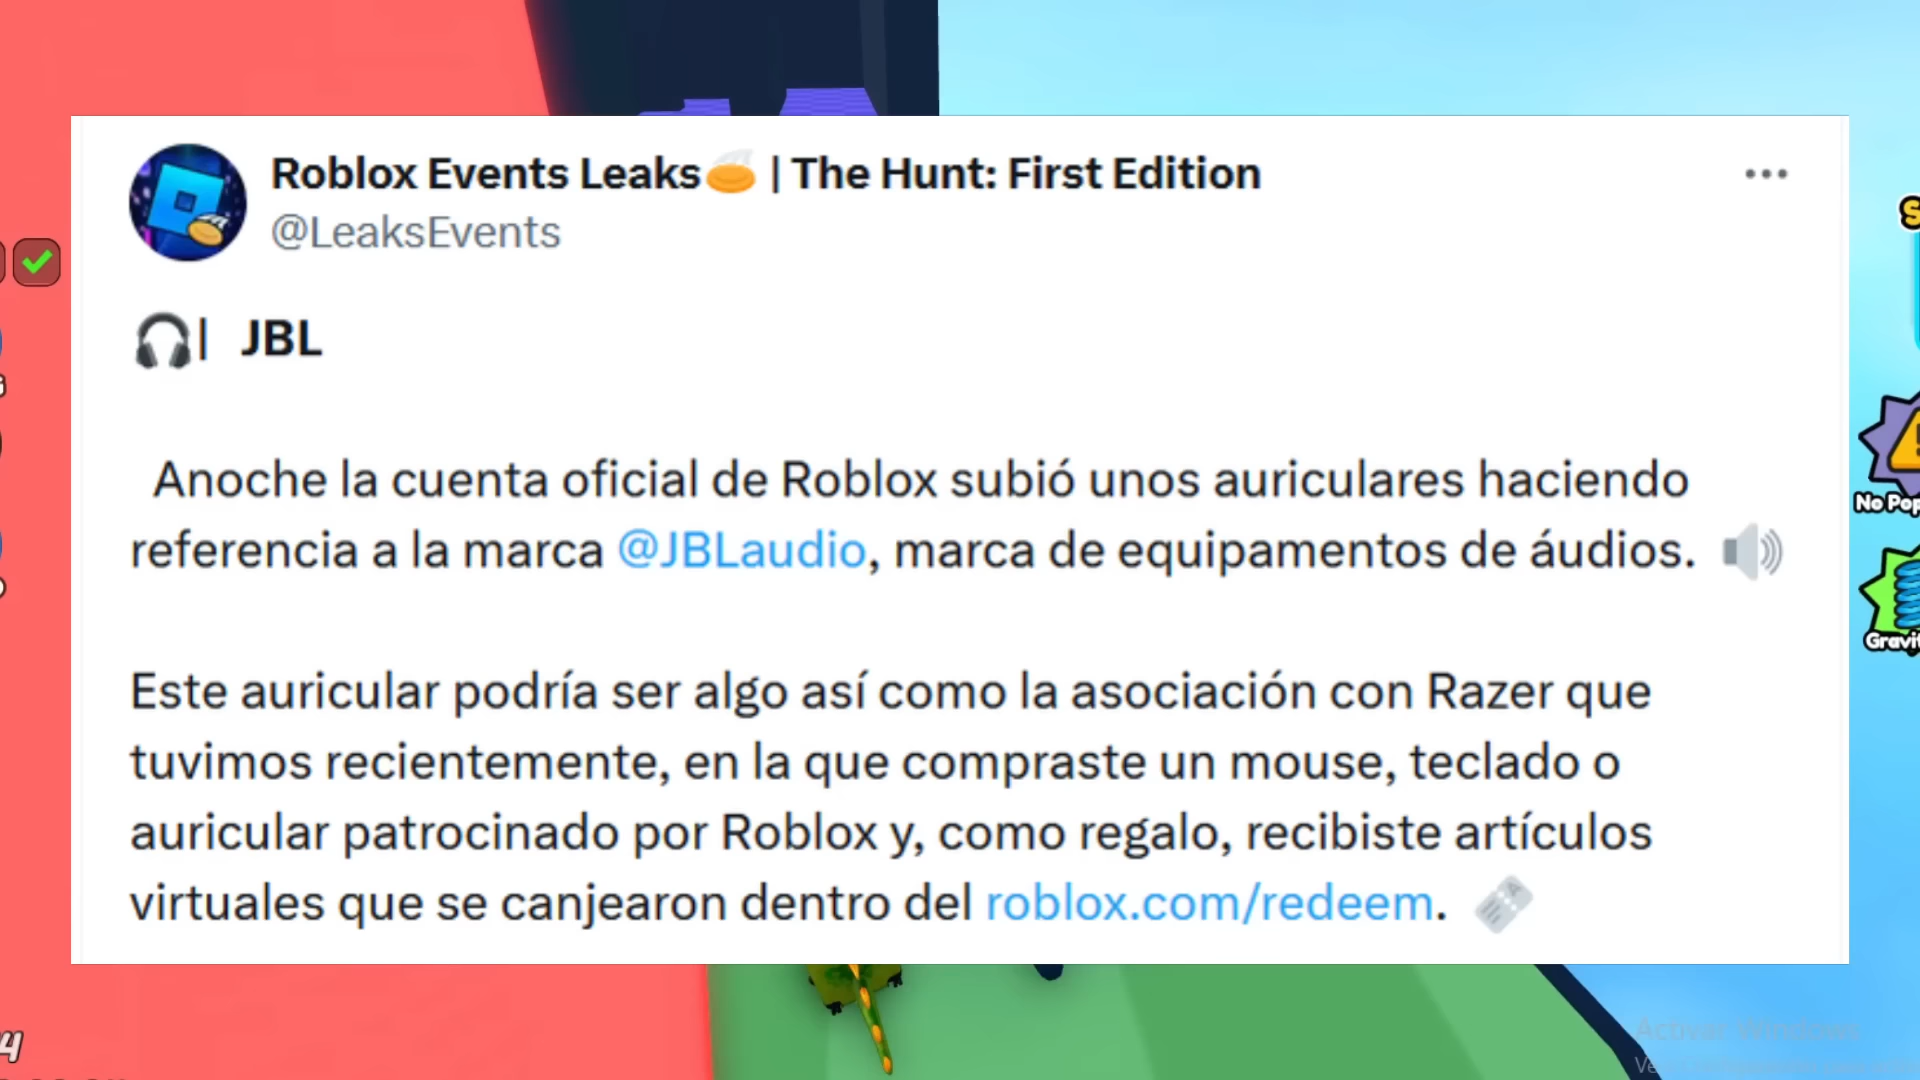 Roblox Events Leaks | The Hunt: First Edition
@LeaksEvents
| JBL
Anoche la cuenta oficial de Roblox subió unos auriculares haciendo
referencia a la marca @JBLaudio, marca de equipamentos de áudios.
Este auricular podría ser algo así como la asociación con Razer que
tuvimos recientemente, en la que compraste un mouse, teclado o
auricular patrocinado por Roblox y, como regalo, recibiste artículos
virtuales que se canjearon dentro del roblox.com/redeem.
No Pop
Gravit
Activar Windows